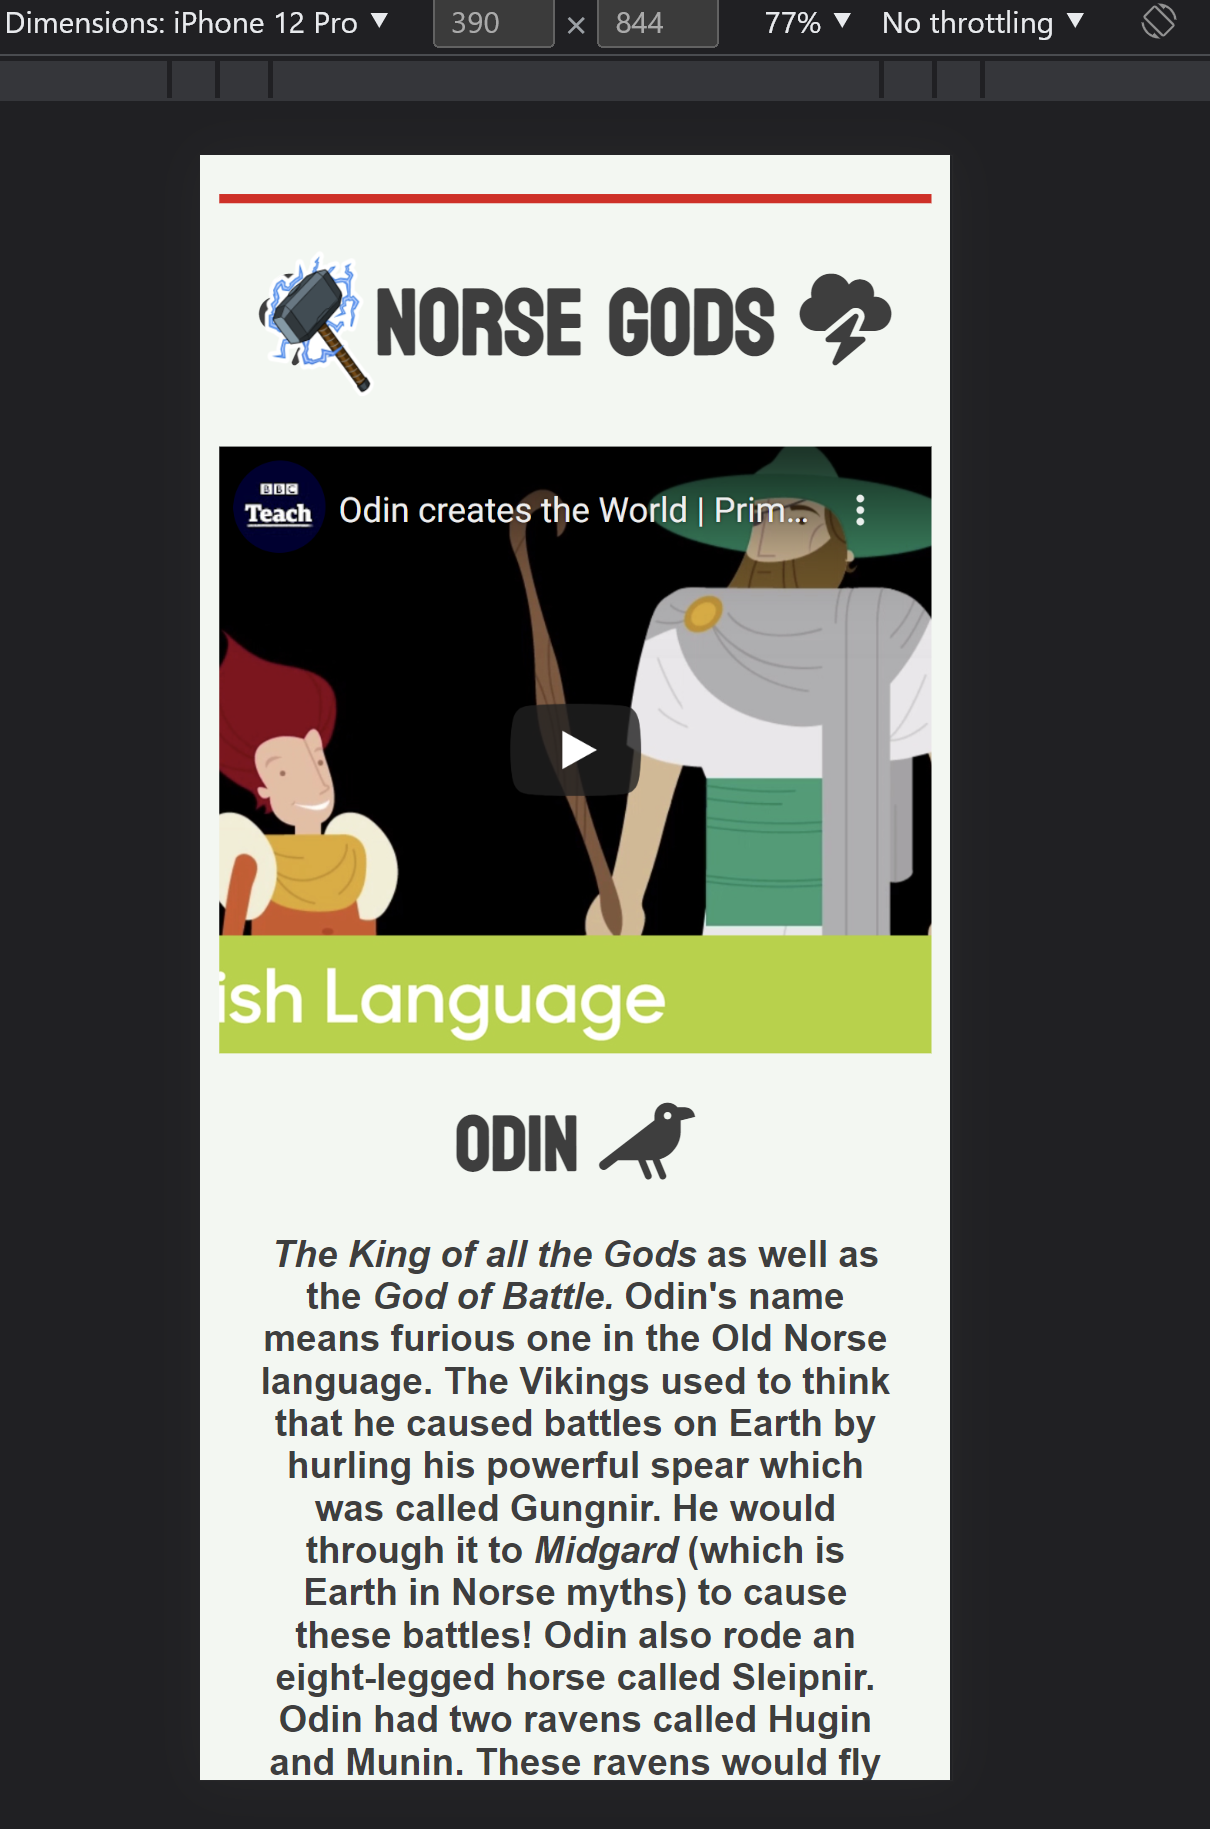 Dimensions: iPhone 12 Pro ▼ 390 × 844 77% ▼ No throttling ▼
NORSE GODS
BBC
Teach
Odin creates the World | Prim...
ish Language
ODIN
The King of all the Gods as well as
the God of Battle. Odin's name
means furious one in the Old Norse
language. The Vikings used to think
that he caused battles on Earth by
hurling his powerful spear which
was called Gungnir. He would
through it to Midgard (which is
Earth in Norse myths) to cause
these battles! Odin also rode an
eight-legged horse called Sleipnir.
Odin had two ravens called Hugin
and Munin. These ravens would fly